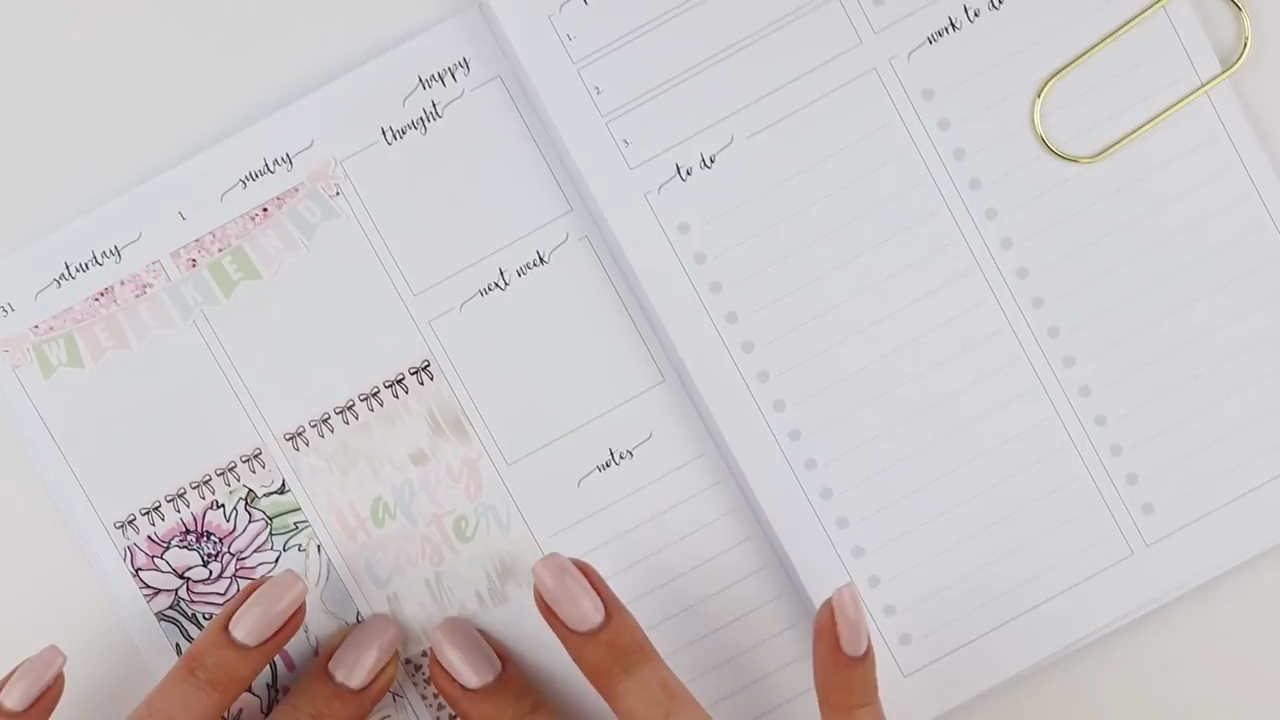 happy
thought
sunday
1
saturday
31
WEEKEND
next week
notes
Happy
Easter
1.
2.
3.
to do
work to do